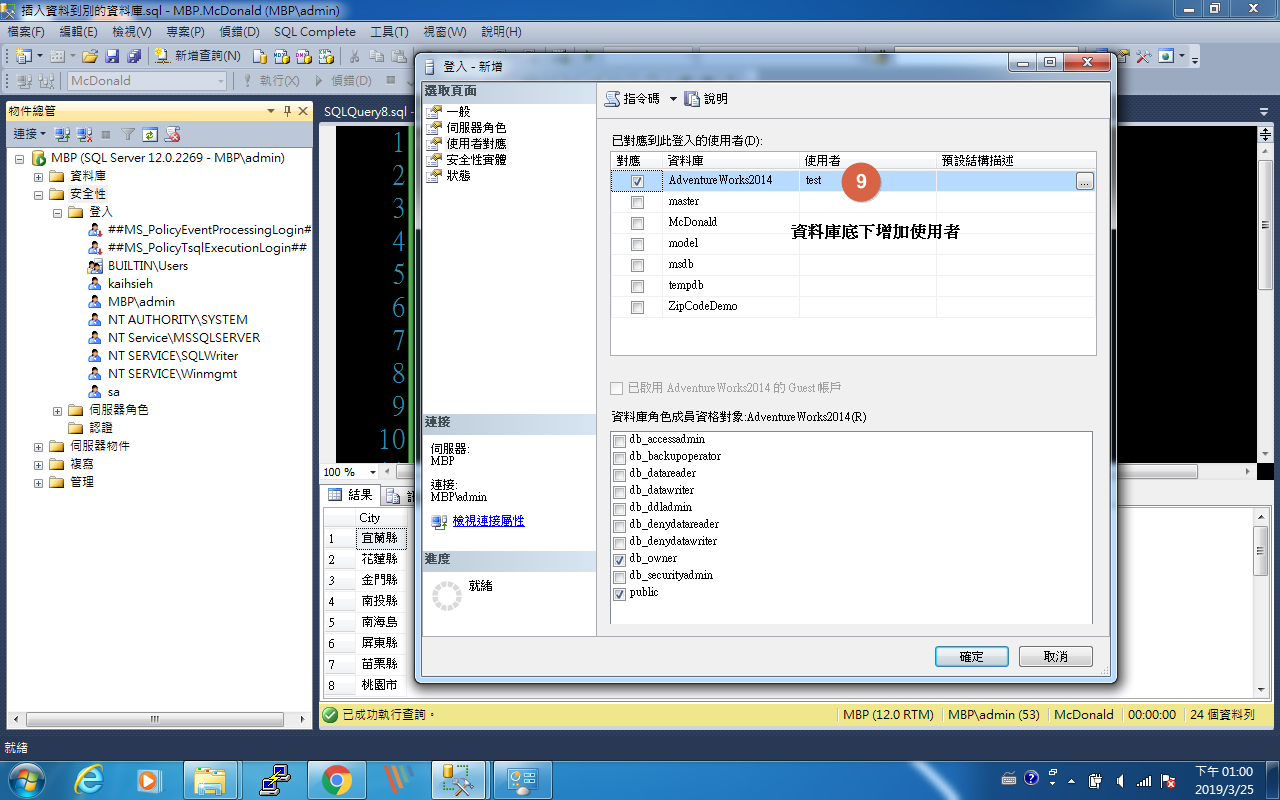 插入資料到別的資料庫.sql - MBP.McDonald (MBP\admin)
檔案(F) 編輯(E) 檢視(V) 專案(P) 偵錯(D) SQL Complete 工具(T) 視窗(W) 說明(H)
新增查詢(N)
McDonald 執行(X) 偵錯(D)
物件總管
連接
MBP (SQL Server 12.0.2269 - MBP\admin)
資料庫
安全性
登入
##MS_PolicyEventProcessingLogin#
##MS_PolicyTsqlExecutionLogin##
BUILTIN\Users
kaihsieh
MBP\admin
NT AUTHORITY\SYSTEM
NT Service\MSSQLSERVER
NT SERVICE\SQLWriter
NT SERVICE\Winmgmt
sa
伺服器角色
認證
伺服器物件
複寫
管理
SQLQuery8.sql -
1
2
3
4
5
6
7
8
9
10
100 %
結果
City
1 宜蘭縣
2 花蓮縣
3 金門縣
4 南投縣
5 南海島
6 屏東縣
7 苗栗縣
8 桃園市
登入 - 新增
選取頁面
一般
伺服器角色
使用者對應
安全性實體
狀態
連接
伺服器:
MBP
連接:
MBP\admin
檢視連接屬性
進度
就緒
指令碼 說明
已對應到此登入的使用者(D):
對應 資料庫 使用者 預設結構描述
AdventureWorks2014 test ...
9
master
McDonald
資料庫底下增加使用者
model
msdb
tempdb
ZipCodeDemo
已啟用 AdventureWorks2014 的 Guest 帳戶
資料庫角色成員資格對象:AdventureWorks2014(R)
db_accessadmin
db_backupoperator
db_datareader
db_datawriter
db_ddladmin
db_denydatareader
db_denydatawriter
db_owner
db_securityadmin
public
確定 取消
已成功執行查詢。 MBP (12.0 RTM) MBP\admin (53) McDonald 00:00:00 24 個資料列
就緒
下午 01:00
2019/3/25